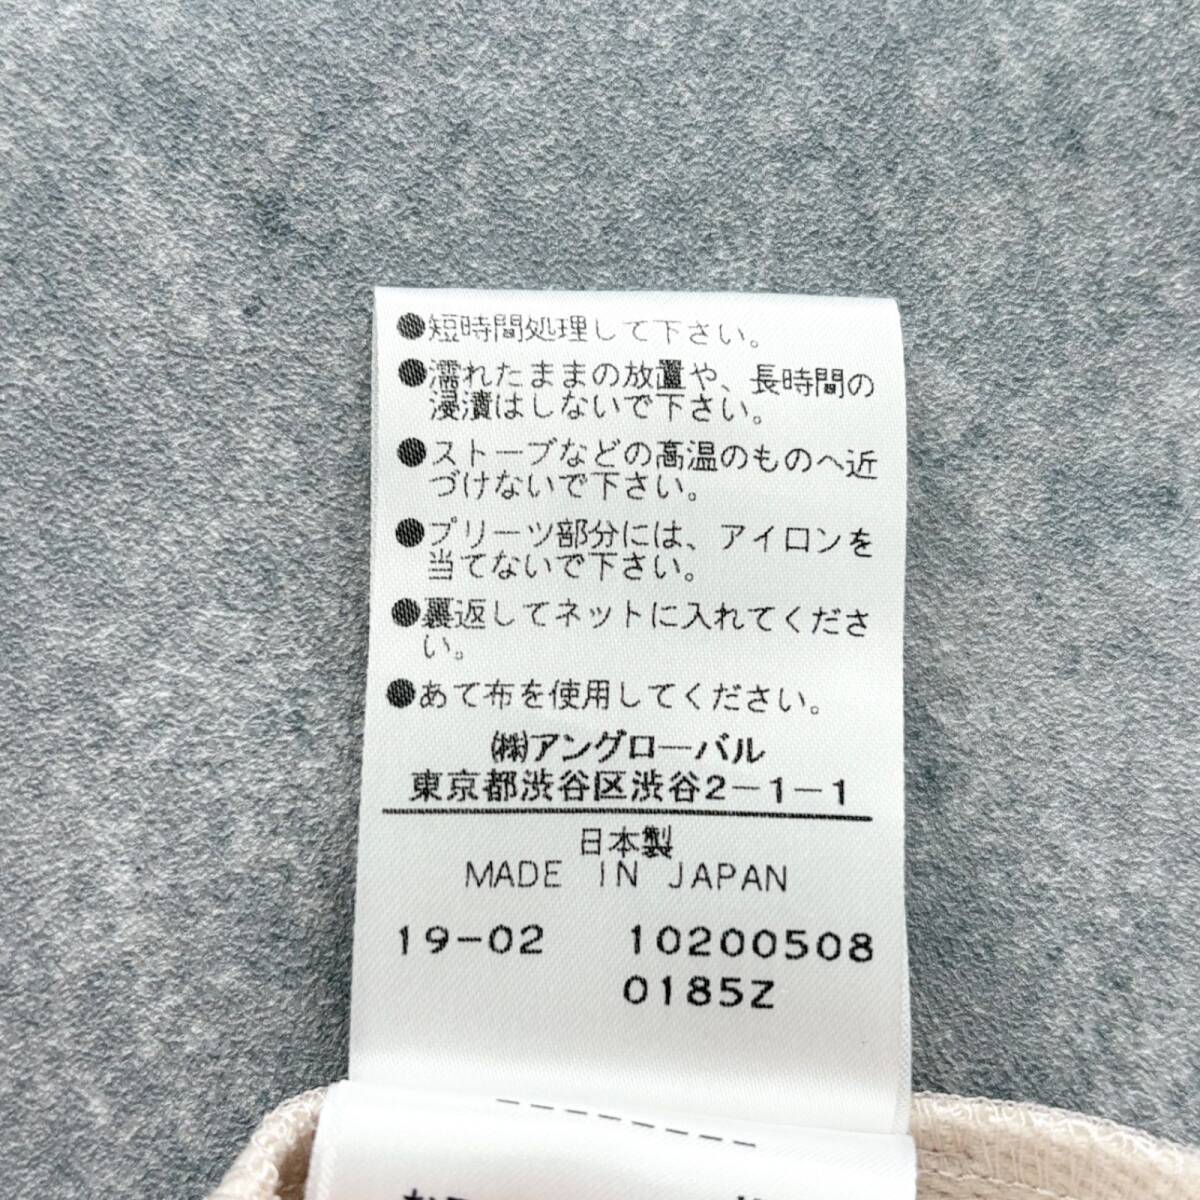 ●短時間処理して下さい。
●濡れたままの放置や、長時間の
浸漬はしないで下さい。
●ストーブなどの高温のものへ近
づけないで下さい。
●プリーツ部分には、アイロンを
当てないで下さい。
●裏返してネットに入れてくださ
い。
●あて布を使用してください。
㈱アングローバル
東京都渋谷区渋谷2-1-1
日本製
MADE IN JAPAN
19-02 10200508
0185Z